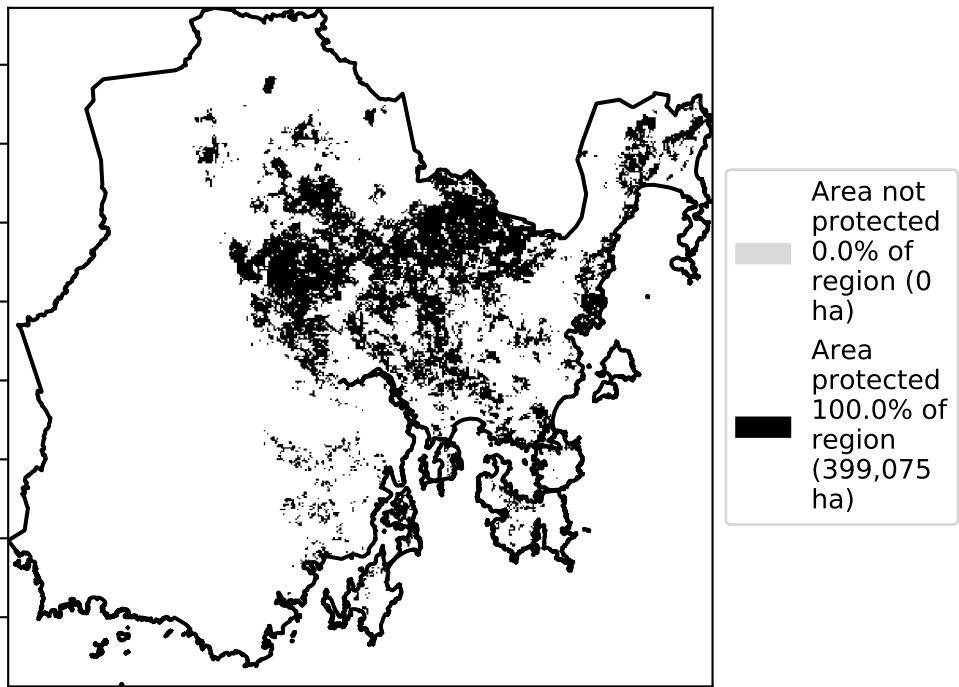 Area not
protected
0.0% of
region (0
ha)
Area
protected
100.0% of
region
(399,075
ha)